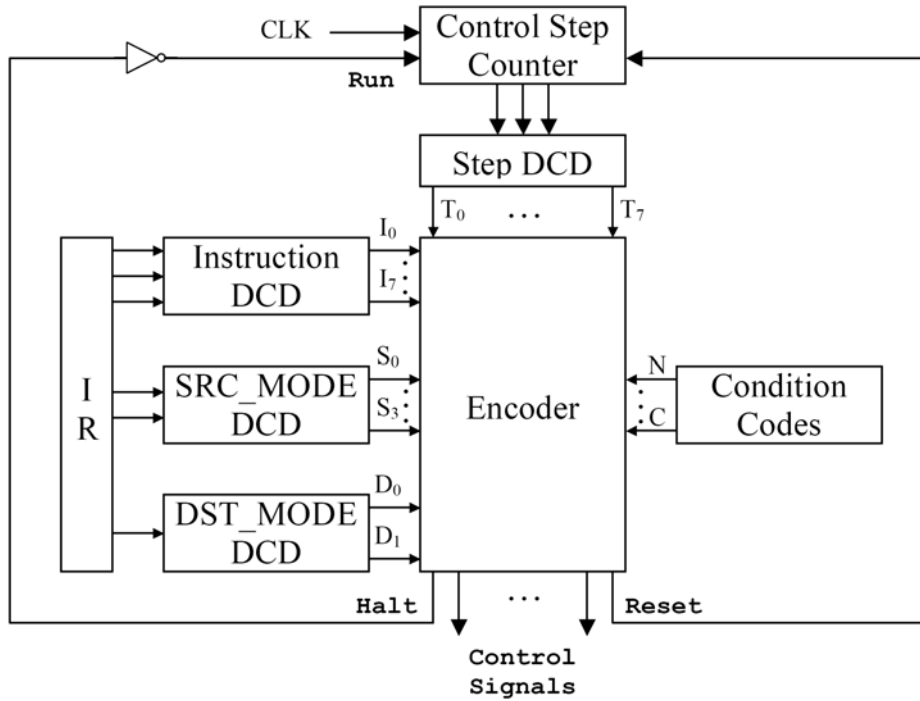 CLK
Control Step
Counter
Run
Step DCD
T0
...
T7
I
R
Instruction
DCD
I0
I7
SRC_MODE
DCD
S0
S3
DST_MODE
DCD
D0
D1
Encoder
N
C
Condition
Codes
Halt
...
Reset
Control
Signals